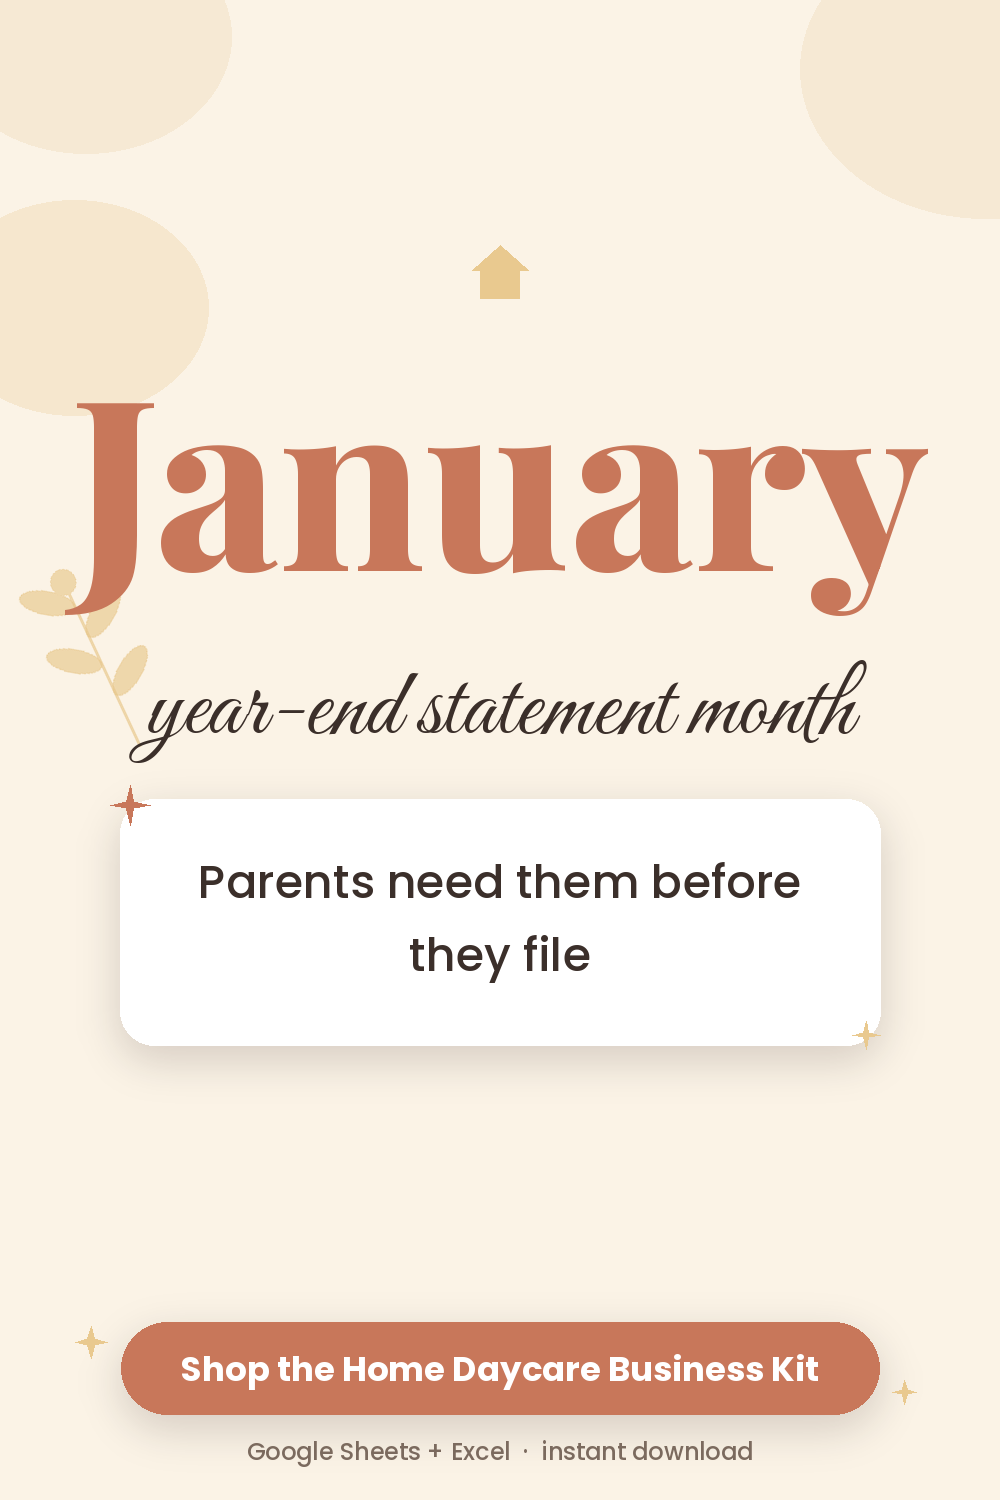 January
year-end statement month
Parents need them before
they file
Shop the Home Daycare Business Kit
Google Sheets + Excel · instant download